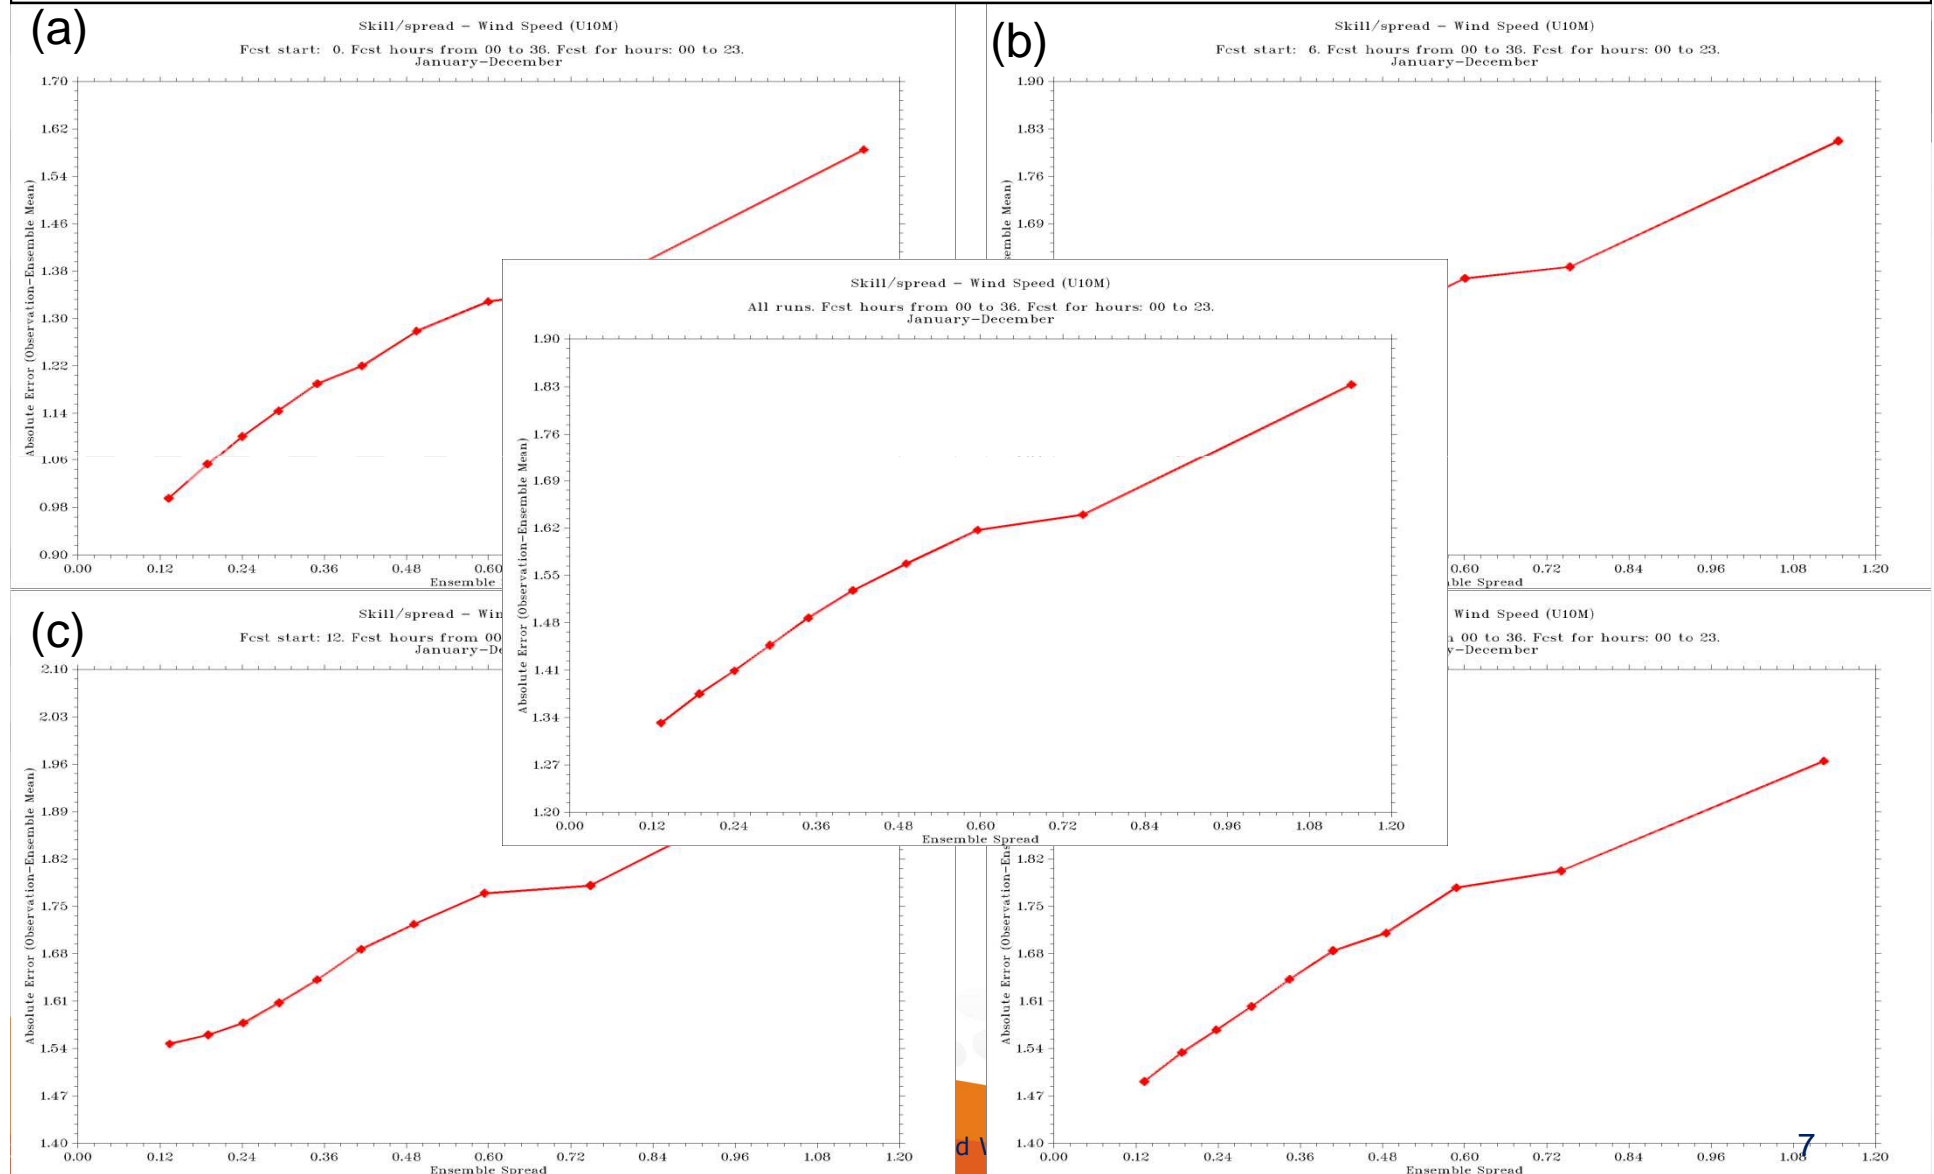 (a)
Skill/spread – Wind Speed (U10M)
Fcst start: 0. Fcst hours from 00 to 36. Fcst for hours: 00 to 23.
January–December
1.70
1.62
1.54
1.46
1.38
1.30
1.22
1.14
1.06
0.98
0.90
Absolute Error (Observation–Ensemble Mean)
0.00 0.12 0.24 0.36 0.48 0.60
Ensemble
(b)
Skill/spread – Wind Speed (U10M)
Fcst start: 6. Fcst hours from 00 to 36. Fcst for hours: 00 to 23.
January–December
1.90
1.83
1.76
1.69
Mean)
0.60 0.72 0.84 0.96 1.08 1.20
Spread
Skill/spread – Wind Speed (U10M)
All runs. Fcst hours from 00 to 36. Fcst for hours: 00 to 23.
January–December
1.90
1.83
1.76
1.69
1.62
1.55
1.48
1.41
1.34
1.27
1.20
Absolute Error (Observation–Ensemble Mean)
0.00 0.12 0.24 0.36 0.48 0.60 0.72 0.84 0.96 1.08 1.20
Ensemble Spread
(c)
Skill/spread – Win
Fcst start: 12. Fcst hours from 00
January–De
2.10
2.03
1.96
1.89
1.82
1.75
1.68
1.61
1.54
1.47
1.40
Absolute Error (Observation–Ensemble Mean)
0.00 0.12 0.24 0.36 0.48 0.60 0.72 0.84 0.96 1.08 1.20
Ensemble Spread
Wind Speed (U10M)
00 to 36. Fcst for hours: 00 to 23.
y–December
1.82
1.75
1.68
1.61
1.54
1.47
1.40
Absolute Error (Observation–Ens
0.00 0.12 0.24 0.36 0.48 0.60 0.72 0.84 0.96 1.08 1.20
Ensemble Spread
d
7